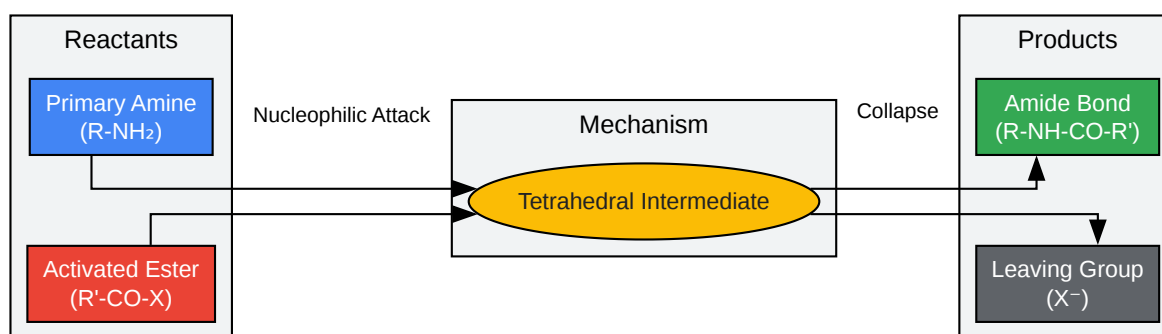 Reactants
Primary Amine
(R-NH₂)
Activated Ester
(R'-CO-X)
Nucleophilic Attack
Mechanism
Tetrahedral Intermediate
Collapse
Products
Amide Bond
(R-NH-CO-R')
Leaving Group
(X⁻)